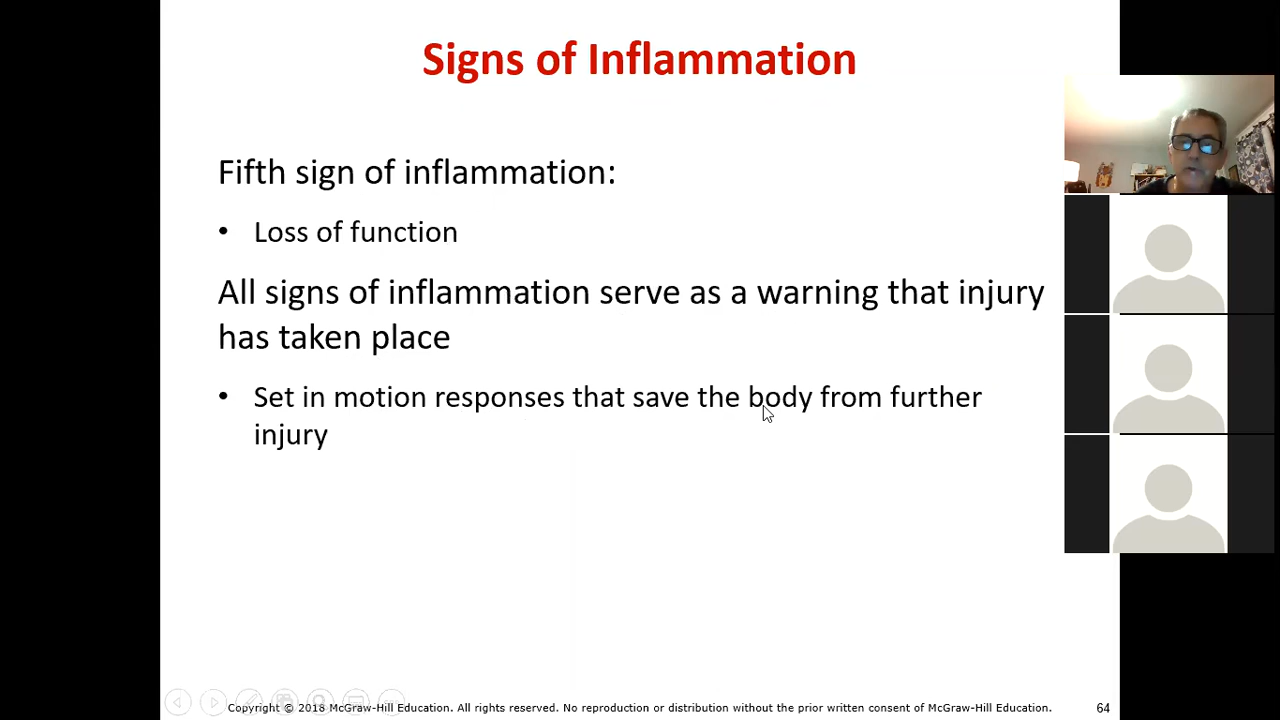 Signs of Inflammation
Fifth sign of inflammation:
• Loss of function
All signs of inflammation serve as a warning that injury
has taken place
• Set in motion responses that save the body from further
injury
Copyright © 2018 McGraw-Hill Education. All rights reserved. No reproduction or distribution without the prior written consent of McGraw-Hill Education.
64